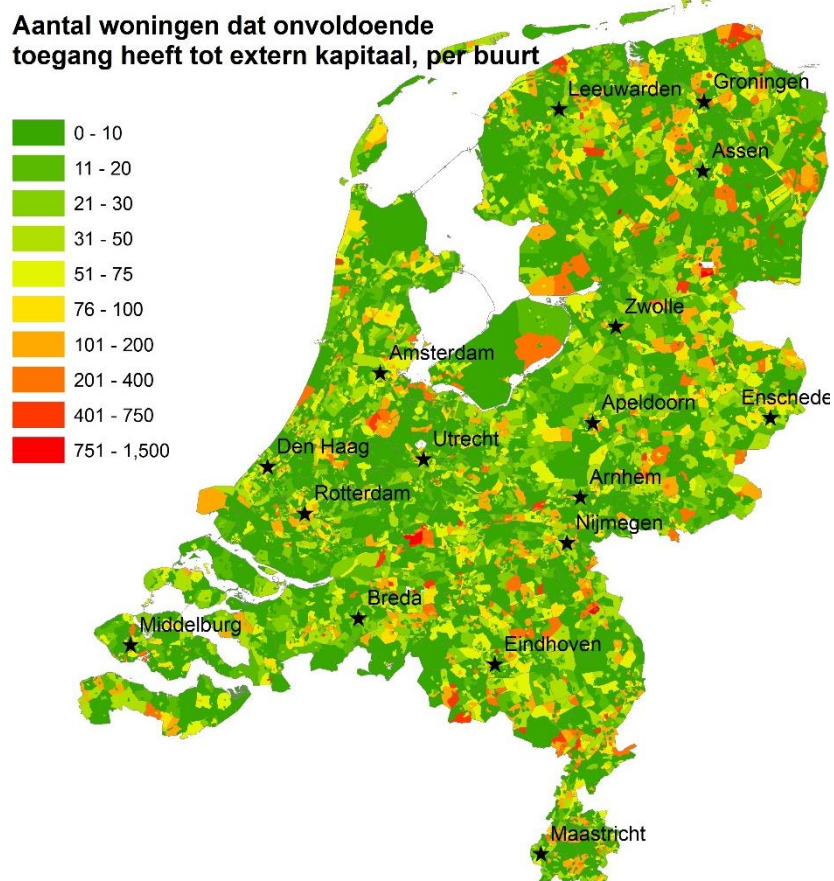 Aantal woningen dat onvoldoende
toegang heeft tot extern kapitaal, per buurt
0 - 10
11 - 20
21 - 30
31 - 50
51 - 75
76 - 100
101 - 200
201 - 400
401 - 750
751 - 1,500
Leeuwarden
Groningen
Assen
Zwolle
Amsterdam
Apeldoorn
Enschede
Den Haag
Utrecht
Rotterdam
Arnhem
Nijmegen
Breda
Middelburg
Eindhoven
Maastricht